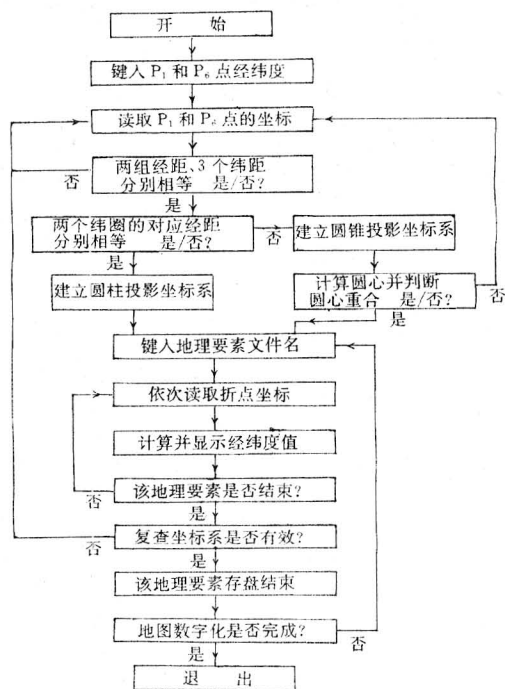 开 始
键入 P₁ 和 P₆ 点经纬度
读取 P₁ 和 P₆ 点的坐标
两组经距、3 个纬距
分别相等 是/否?
否
是
两个纬圈的对应经距
分别相等 是/否?
否
建立圆锥投影坐标系
是
建立圆柱投影坐标系
计算圆心并判断
圆心重合 是/否?
否
是
键入地理要素文件名
依次读取折点坐标
计算并显示经纬度值
该地理要素是否结束?
否
是
复查坐标系是否有效?
否
是
该地理要素存盘结束
地图数字化是否完成?
否
是
退 出